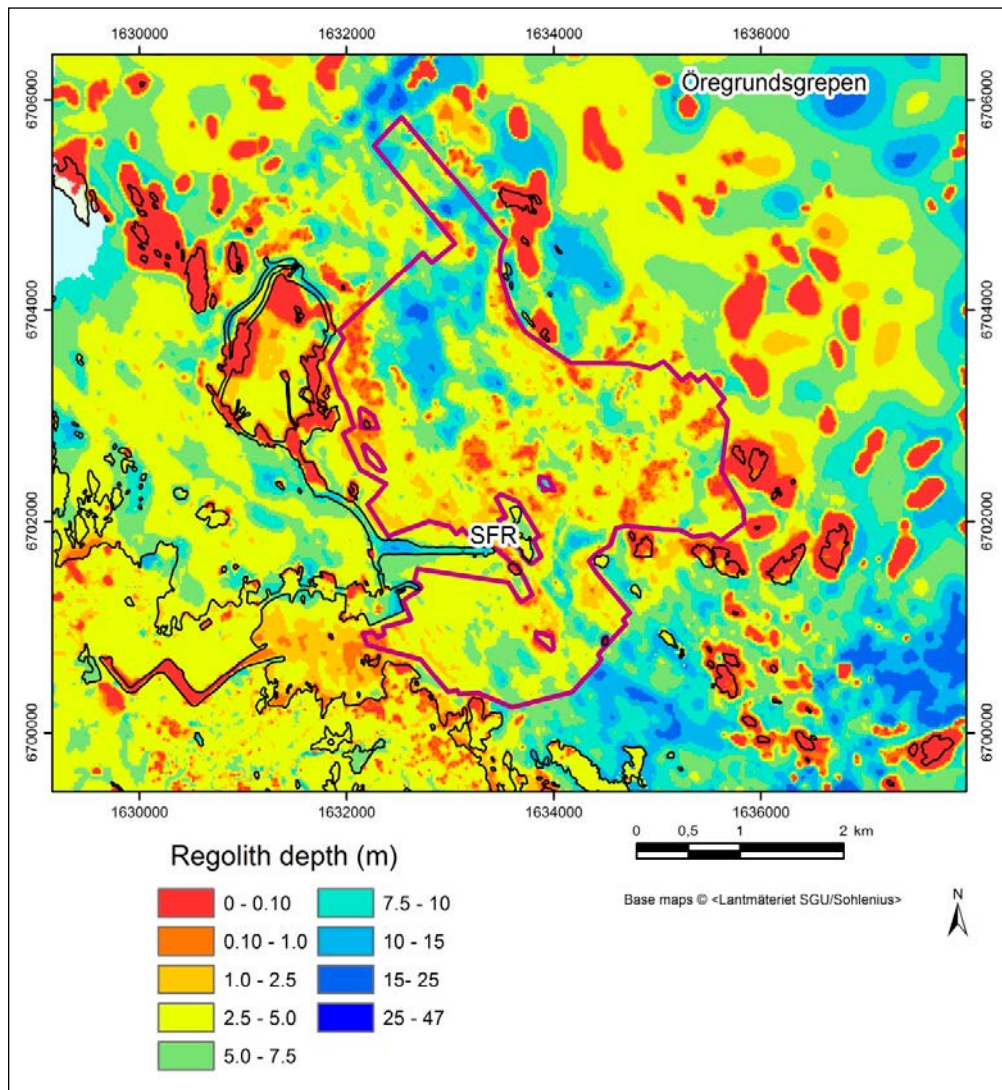 1630000 1632000 1634000 1636000
Öregrundsgrepen
6706000 6706000
6704000 6704000
6702000 6702000
SFR
6700000 6700000
1630000 1632000 1634000 1636000
Regolith depth (m)
0 0,5 1 2 km
0 - 0.10
7.5 - 10
Base maps © <Lantmäteriet SGU/Sohlenius>
N
0.10 - 1.0
10 - 15
1.0 - 2.5
15- 25
2.5 - 5.0
25 - 47
5.0 - 7.5